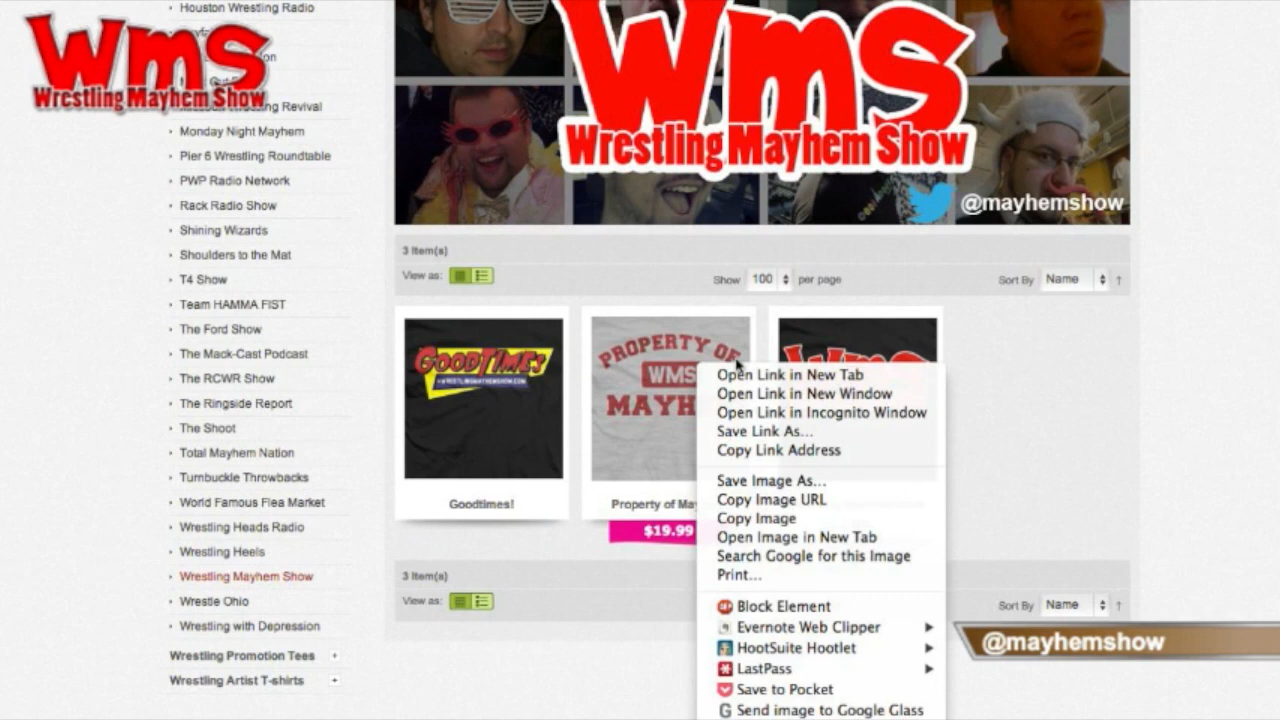 Houston Wrestling Radio
Wms
Wrestling Mayhem Show
Wrestling Revival
Monday Night Mayhem
Pier 6 Wrestling Roundtable
PWP Radio Network
Rack Radio Show
Shining Wizards
Shoulders to the Mat
T4 Show
Team HAMMA FIST
The Ford Show
The Mack-Cast Podcast
The RCWR Show
The Ringside Report
The Shoot
Total Mayhem Nation
Turnbuckle Throwbacks
World Famous Flea Market
Wrestling Heads Radio
Wrestling Heels
Wrestling Mayhem Show
Wrestle Ohio
Wrestling with Depression
Wrestling Promotion Tees +
Wrestling Artist T-shirts +
Wms
Wrestling Mayhem Show
@mayhemshow
3 Item(s)
View as:
Show 100 per page
Sort By Name
GOODTIMES
WRESTLINGMAYHEMSHOW.COM
Goodtimes!
PROPERTY OF
WMS
MAYH
Property of May
$19.99
Wms
Open Link in New Tab
Open Link in New Window
Open Link in Incognito Window
Save Link As...
Copy Link Address
Save Image As...
Copy Image URL
Copy Image
Open Image in New Tab
Search Google for this Image
Print...
Block Element
Evernote Web Clipper
HootSuite Hootlet
LastPass
Save to Pocket
Send image to Google Glass
3 Item(s)
View as:
Sort By Name
@mayhemshow